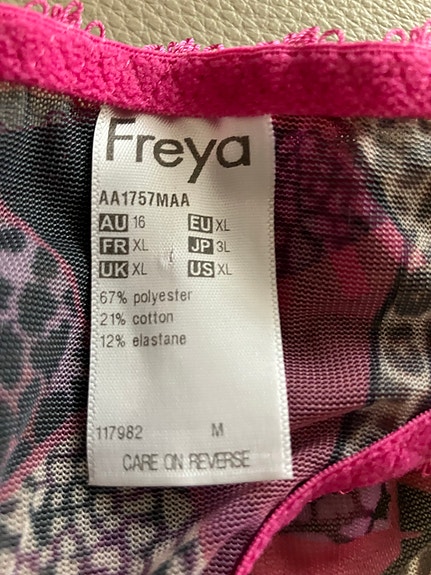 Freya
AA1757MAA
AU 16 EU XL
FR XL JP 3L
UK XL US XL
67% polyester
21% cotton
12% elastane
117982 M
CARE ON REVERSE